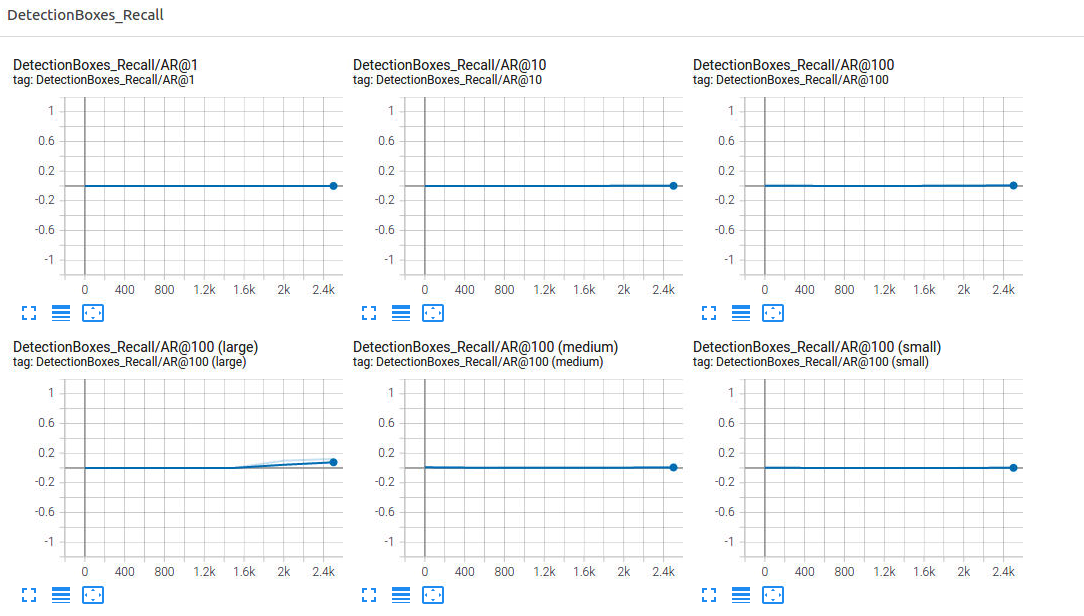 DetectionBoxes_Recall
DetectionBoxes_Recall/AR@1
tag: DetectionBoxes_Recall/AR@1
1
0.6
0.2
-0.2
-0.6
-1
0 400 800 1.2k 1.6k 2k 2.4k
DetectionBoxes_Recall/AR@10
tag: DetectionBoxes_Recall/AR@10
1
0.6
0.2
-0.2
-0.6
-1
0 400 800 1.2k 1.6k 2k 2.4k
DetectionBoxes_Recall/AR@100
tag: DetectionBoxes_Recall/AR@100
1
0.6
0.2
-0.2
-0.6
-1
0 400 800 1.2k 1.6k 2k 2.4k
DetectionBoxes_Recall/AR@100 (large)
tag: DetectionBoxes_Recall/AR@100 (large)
1
0.6
0.2
-0.2
-0.6
-1
0 400 800 1.2k 1.6k 2k 2.4k
DetectionBoxes_Recall/AR@100 (medium)
tag: DetectionBoxes_Recall/AR@100 (medium)
1
0.6
0.2
-0.2
-0.6
-1
0 400 800 1.2k 1.6k 2k 2.4k
DetectionBoxes_Recall/AR@100 (small)
tag: DetectionBoxes_Recall/AR@100 (small)
1
0.6
0.2
-0.2
-0.6
-1
0 400 800 1.2k 1.6k 2k 2.4k